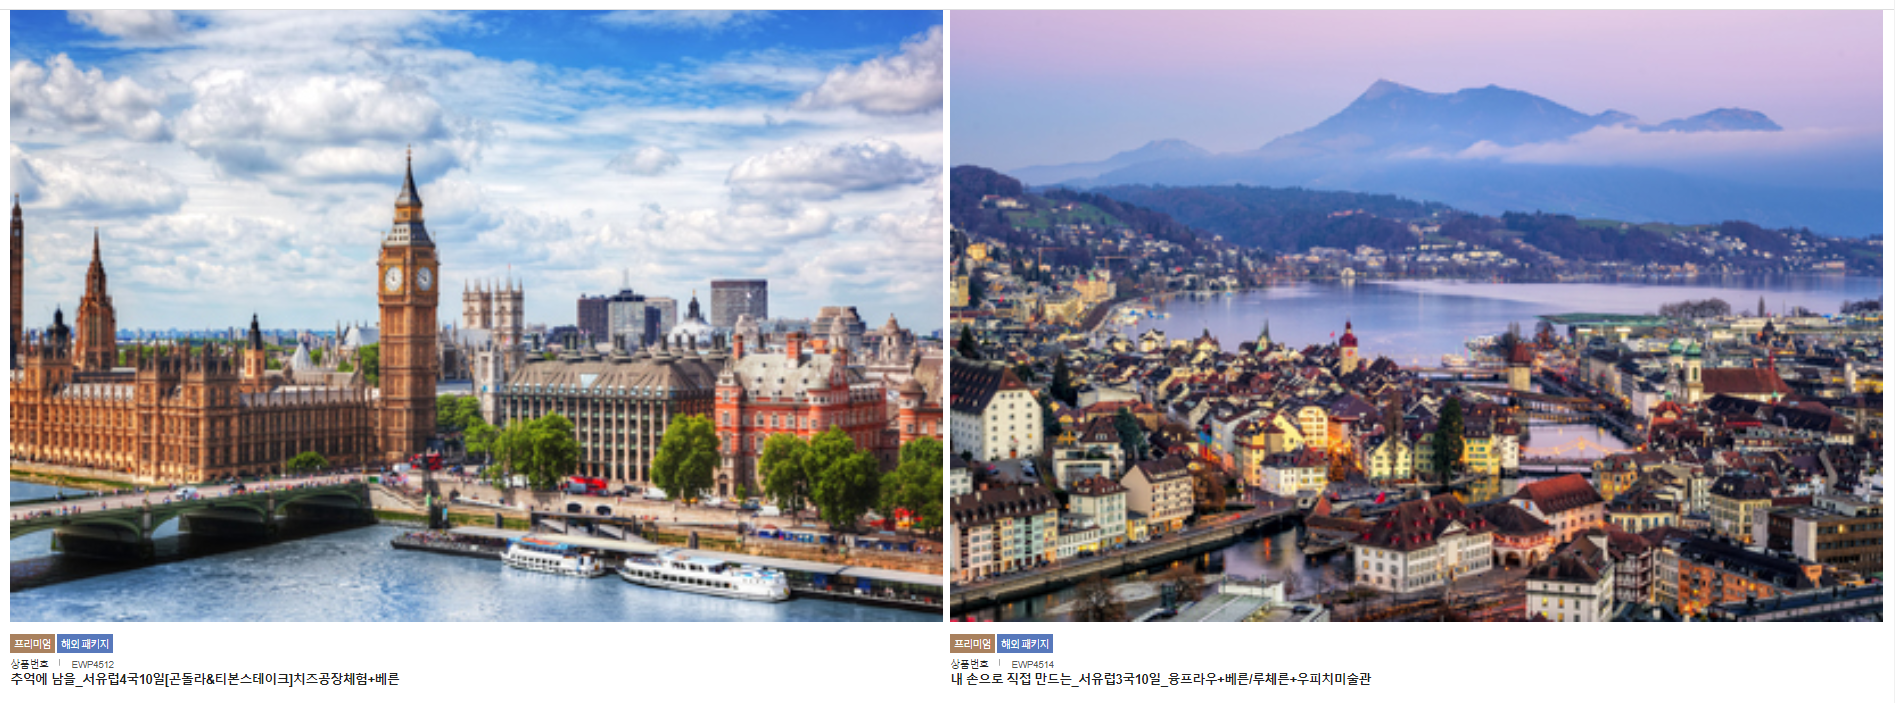 프리미엄 해외패키지
상품번호 | EWP4512
추억에 남을_서유럽4국10일[곤돌라&티본스테이크]치즈공장체험+베른
프리미엄 해외패키지
상품번호 | EWP4514
내 손으로 직접 만드는_서유럽3국10일_융프라우+베른/루체른+우피치미술관